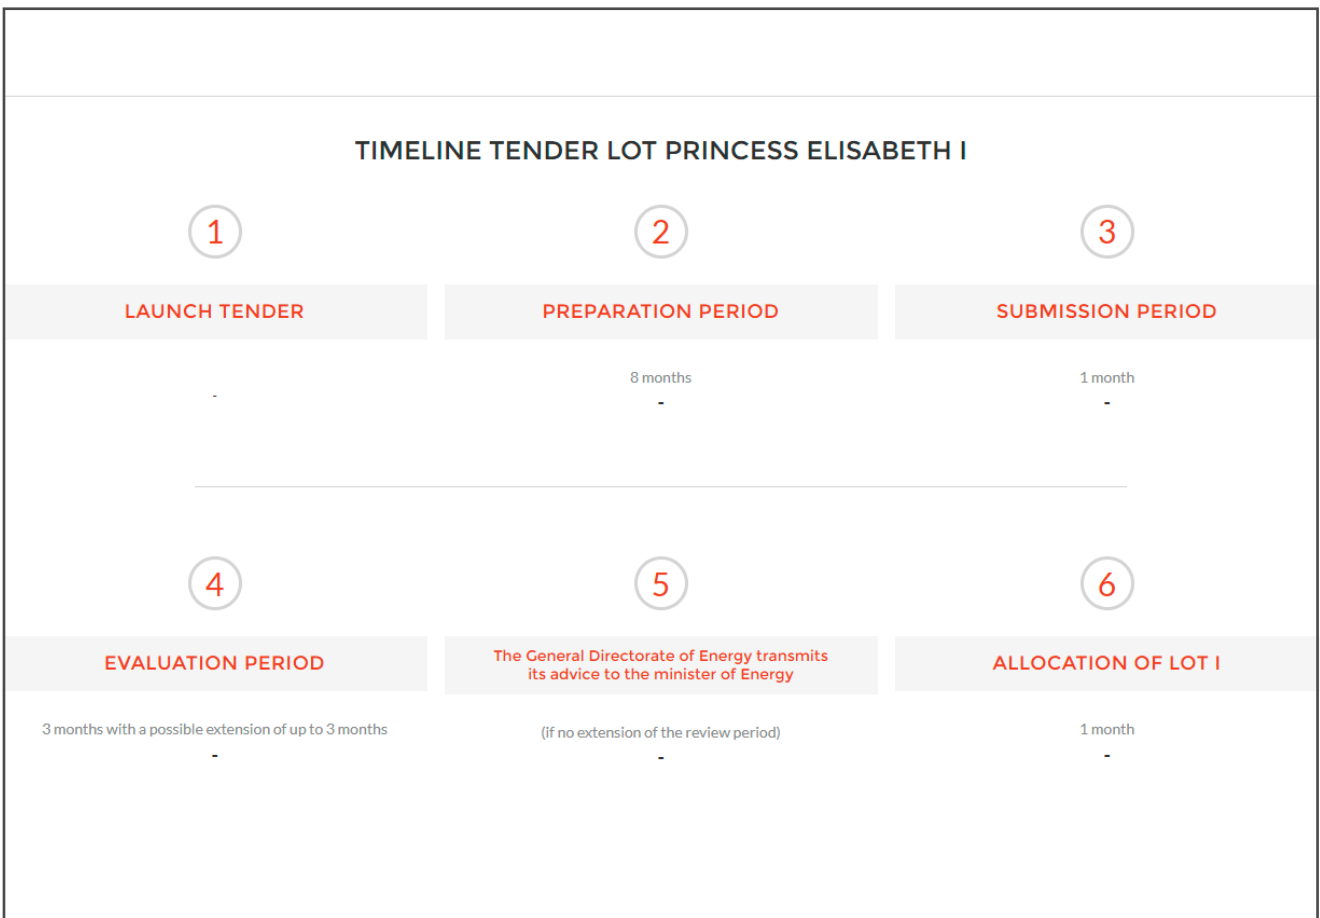 TIMELINE TENDER LOT PRINCESS ELISABETH I
1
2
3
LAUNCH TENDER
PREPARATION PERIOD
SUBMISSION PERIOD
-
8 months
-
1 month
-
4
5
6
EVALUATION PERIOD
The General Directorate of Energy transmits
its advice to the minister of Energy
ALLOCATION OF LOT I
3 months with a possible extension of up to 3 months
-
(if no extension of the review period)
-
1 month
-